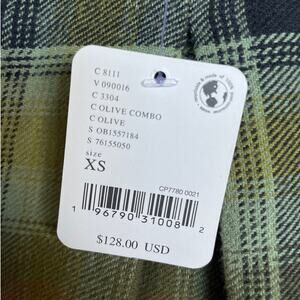 C 8111
V 090016
C 3304
C OLIVE COMBO
C OLIVE
S OB1557184
S 76155050
size
XS
CP7780 0021
1 96790 31008 2
$128.00 USD